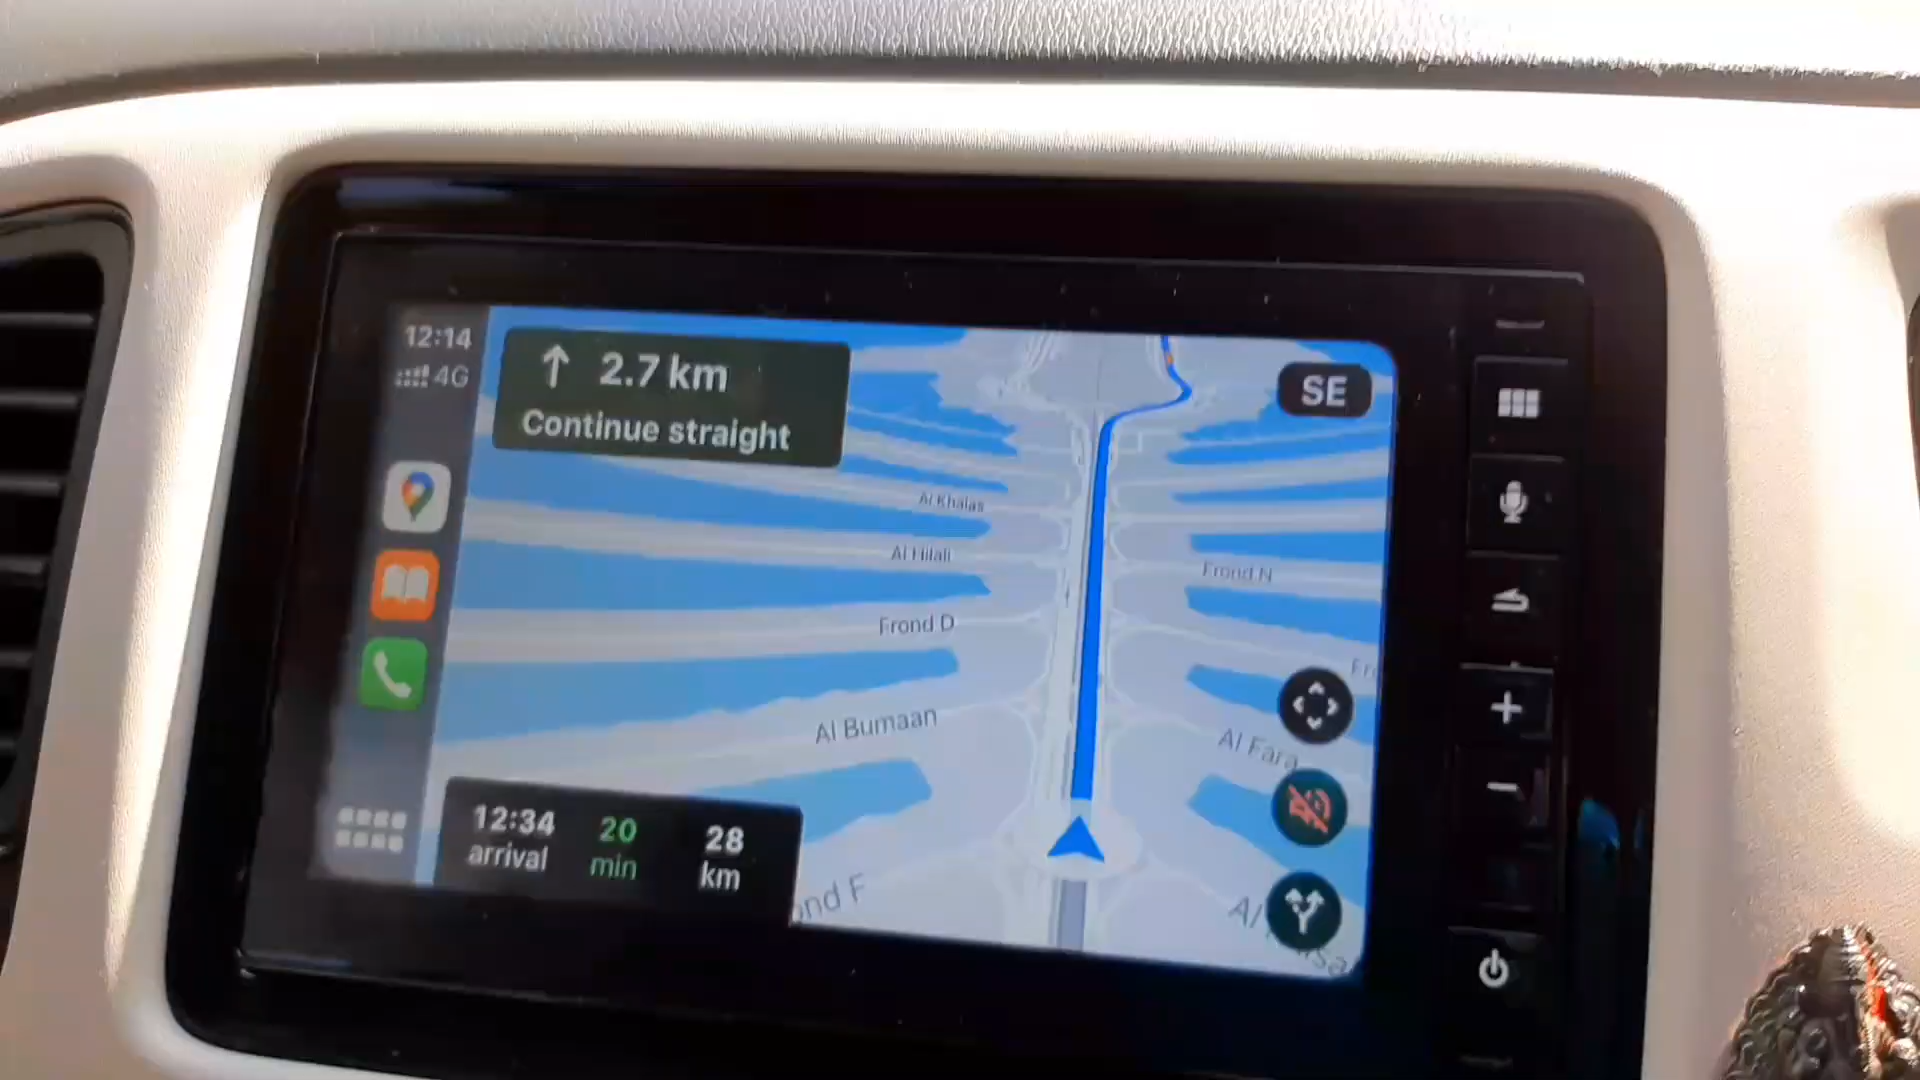 12:14
4G
2.7 km
Continue straight
SE
Al Khalas
Al Hilali
Frond N
Frond D
Al Bumaan
Al Fara
12:34
arrival
20
min
28
km